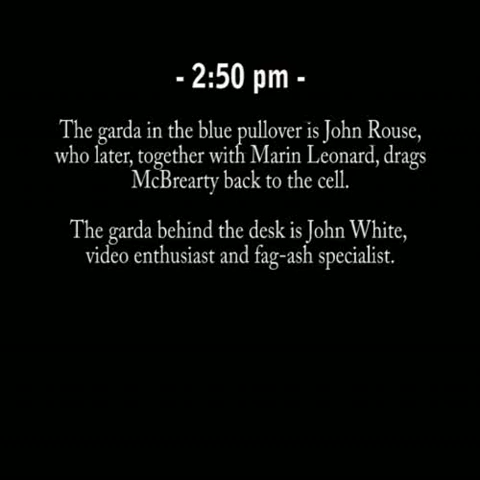 - 2:50 pm -
The garda in the blue pullover is John Rouse,
who later, together with Marin Leonard, drags
McBrearty back to the cell.
The garda behind the desk is John White,
video enthusiast and fag-ash specialist.